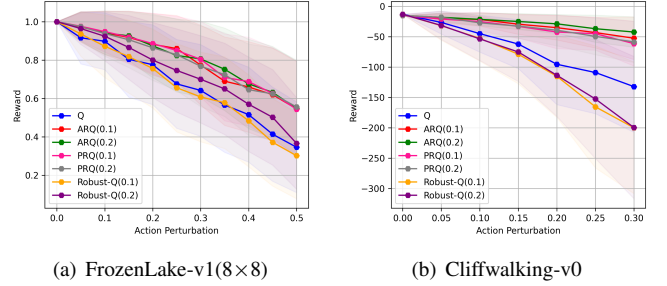 1.0
0.8
0.6
0.4
0.2
Reward
Q
ARQ(0.1)
ARQ(0.2)
PRQ(0.1)
PRQ(0.2)
Robust-Q(0.1)
Robust-Q(0.2)
0.0 0.1 0.2 0.3 0.4 0.5
Action Perturbation
(a) FrozenLake-v1(8×8)
0
−50
−100
−150
−200
−250
−300
Reward
Q
ARQ(0.1)
ARQ(0.2)
PRQ(0.1)
PRQ(0.2)
Robust-Q(0.1)
Robust-Q(0.2)
0.00 0.05 0.10 0.15 0.20 0.25 0.30
Action Perturbation
(b) Cliffwalking-v0